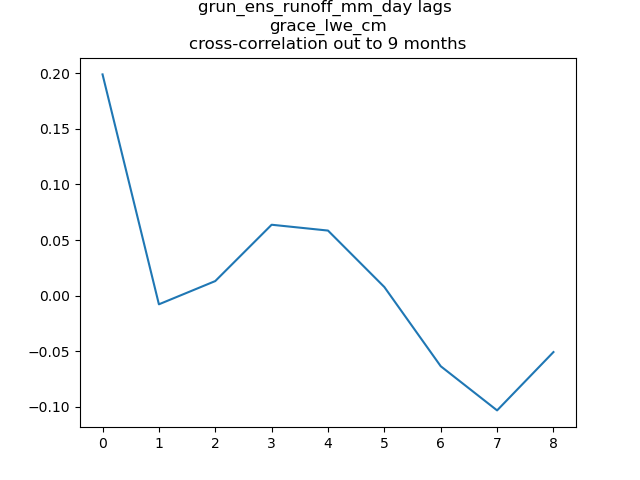 grun_ens_runoff_mm_day lags
grace_lwe_cm
cross-correlation out to 9 months
0.20
0.15
0.10
0.05
0.00
−0.05
−0.10
0 1 2 3 4 5 6 7 8